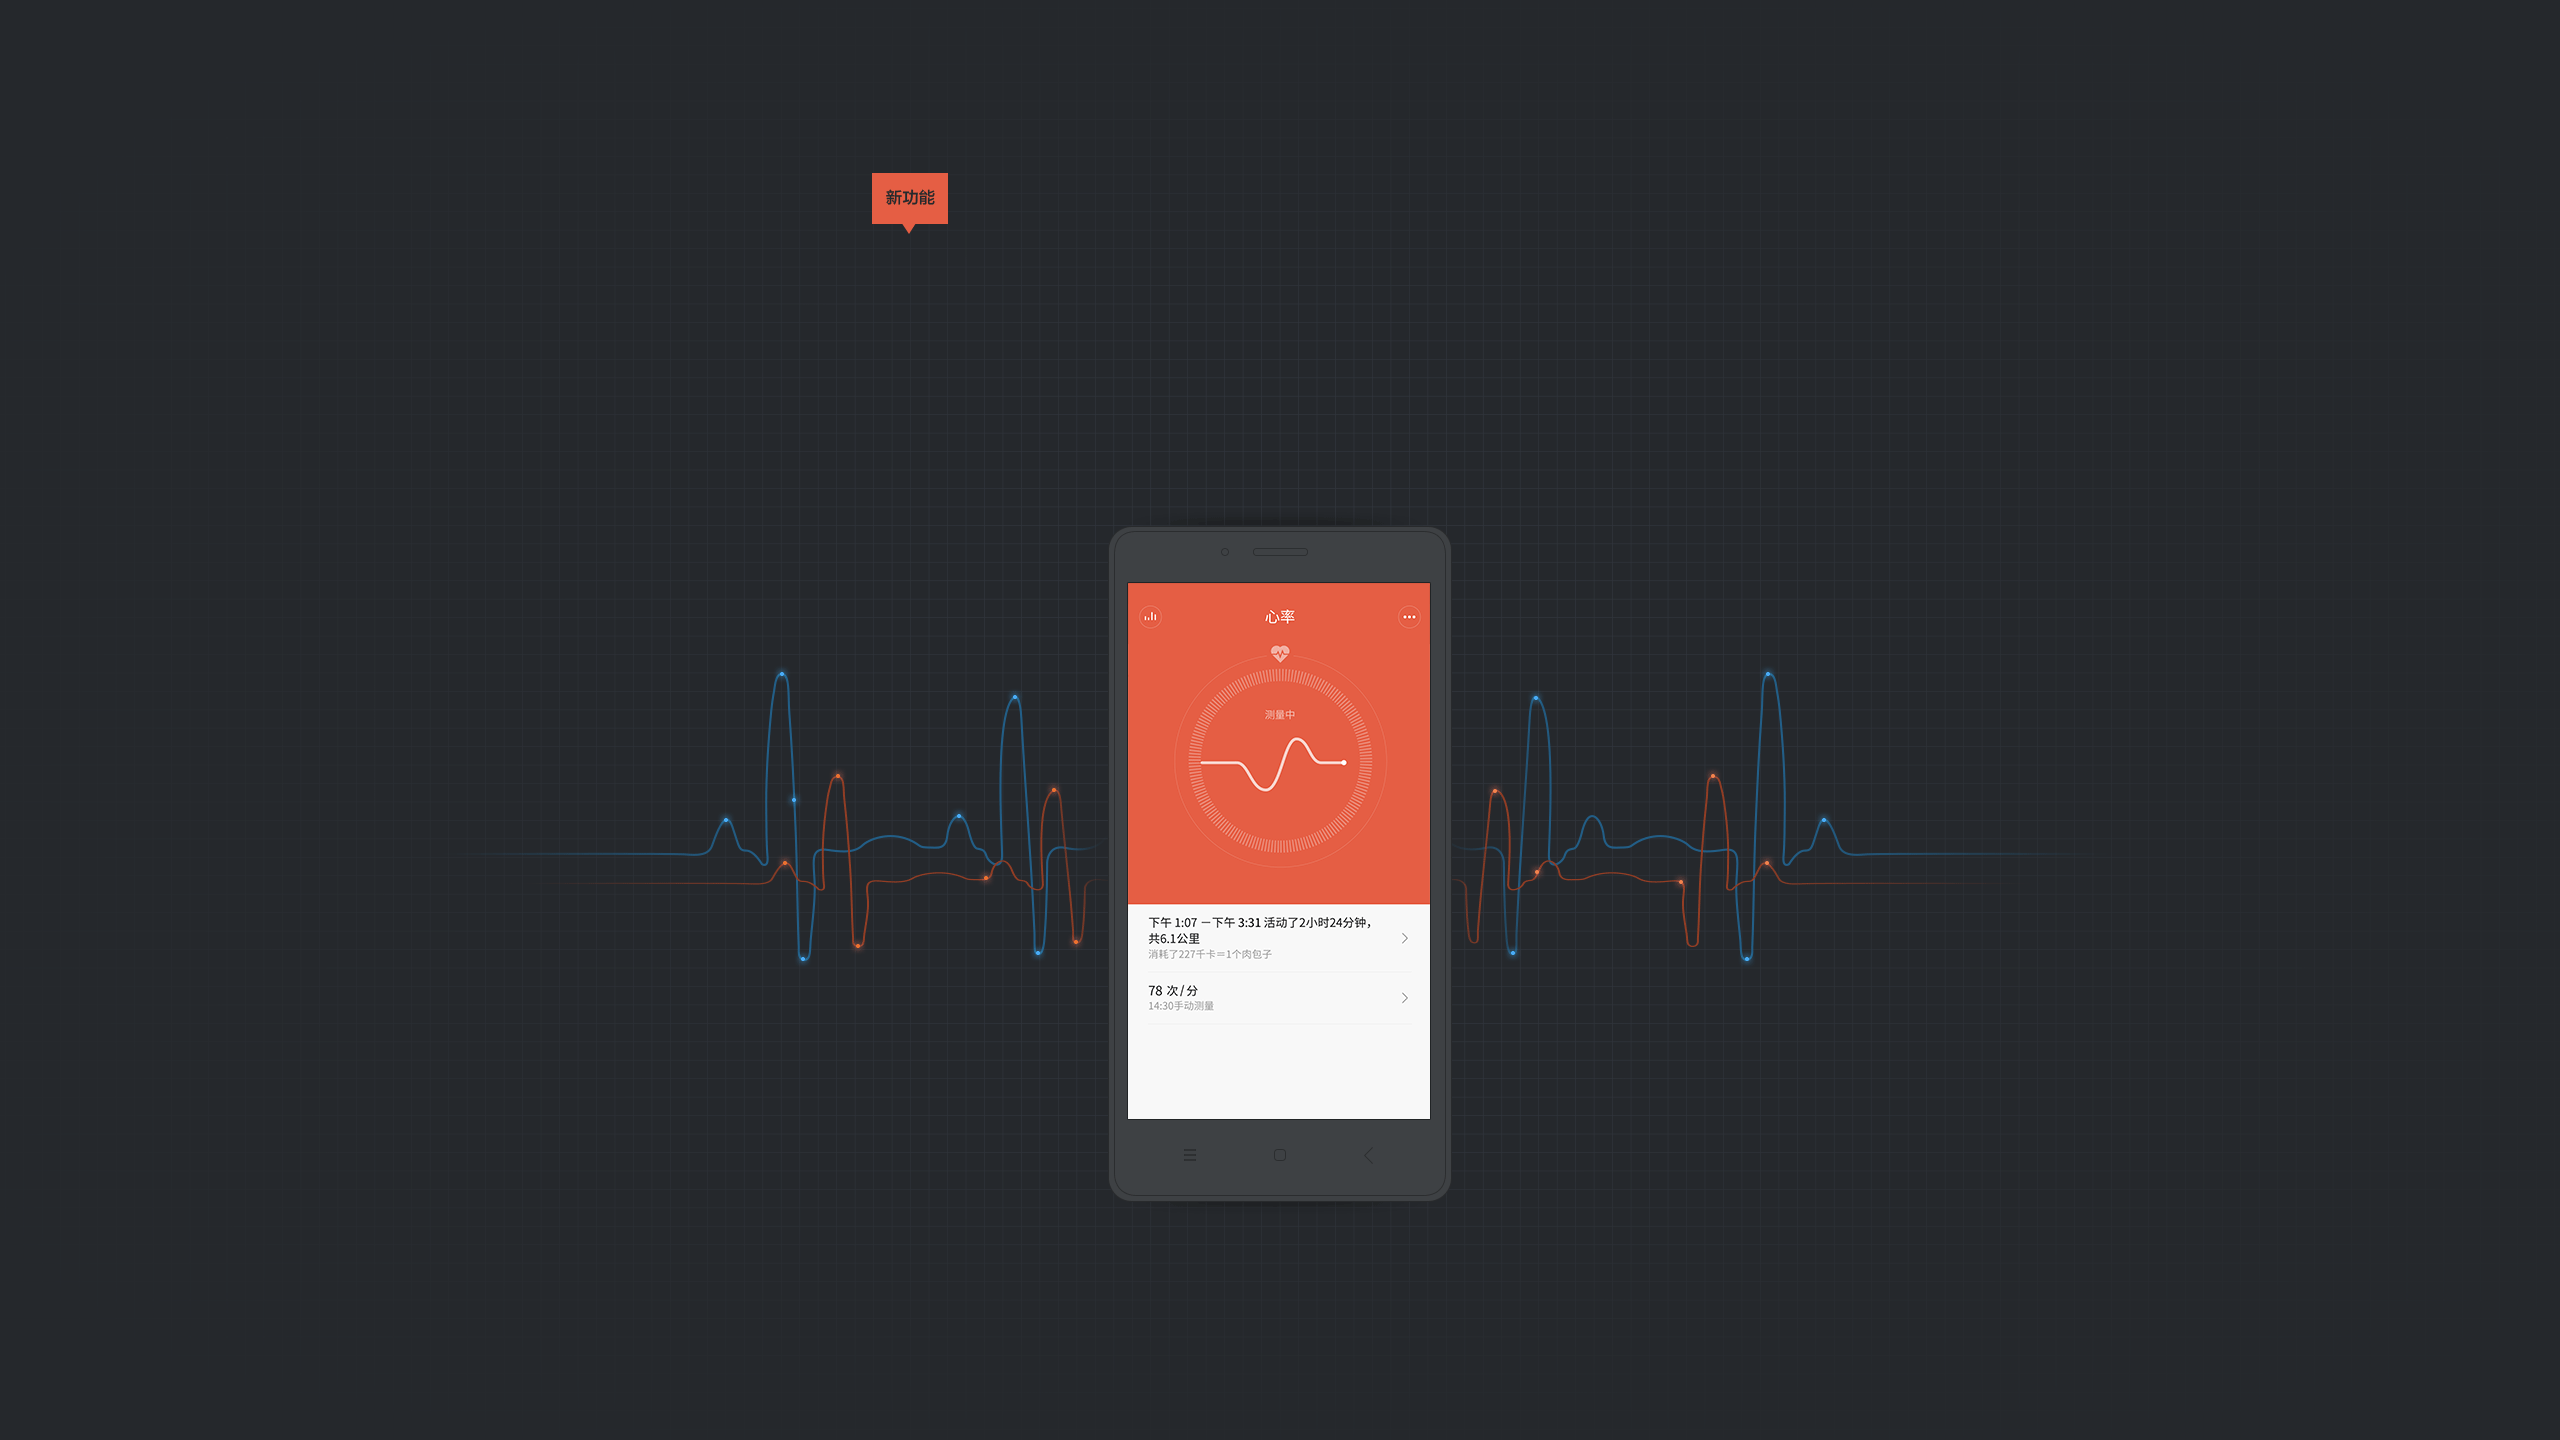 新功能
心率
测量中
下午 1:07 －下午 3:31 活动了2小时24分钟，
共6.1公里
消耗了227千卡＝1个肉包子
78 次 / 分
14:30手动测量